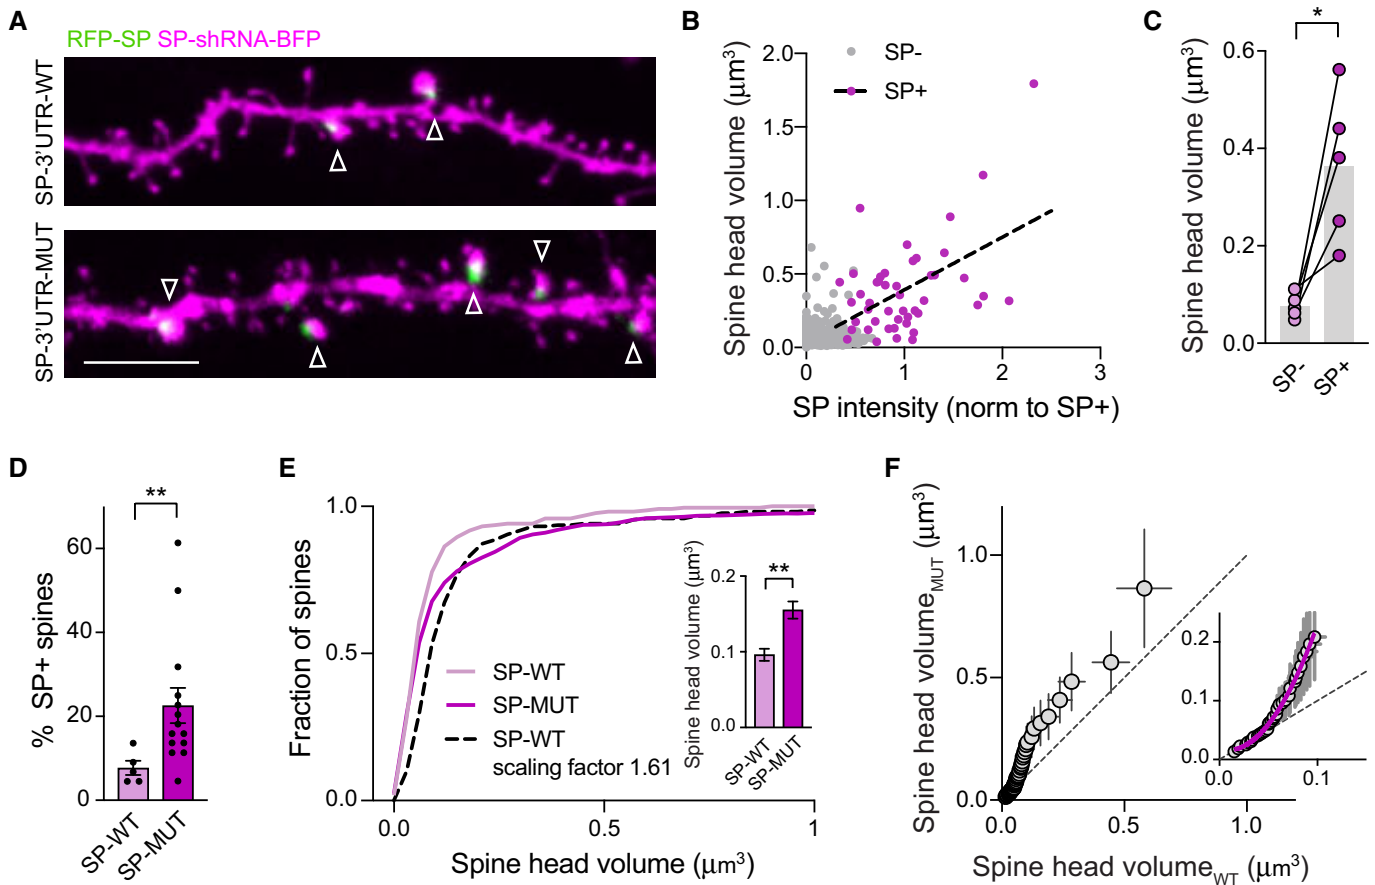 A
RFP-SP SP-shRNA-BFP
SP-3'UTR-WT
SP-3'UTR-MUT
B
Spine head volume (μm³)
2.0
1.5
1.0
0.5
0.0
0 1 2 3
SP intensity (norm to SP+)
SP-
SP+
C
*
Spine head volume (μm³)
0.6
0.4
0.2
0.0
SP- SP+
D
**
% SP+ spines
60
40
20
0
SP-WT SP-MUT
E
Fraction of spines
1.0
0.5
0.0
0.0 0.5 1
Spine head volume (μm³)
SP-WT
SP-MUT
SP-WT
scaling factor 1.61
**
Spine head volume (μm³)
0.2
0.1
0.0
SP-WT SP-MUT
F
Spine head volume_MUT (μm³)
1.0
0.5
0.0
0.0 0.5 1.0
Spine head volume_WT (μm³)
0.2
0.1
0.0
0.0 0.1